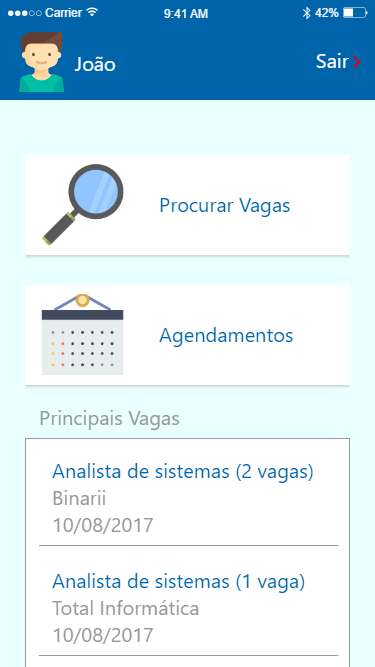 Carrier
9:41 AM
42%
João
Sair
Procurar Vagas
Agendamentos
Principais Vagas
Analista de sistemas (2 vagas)
Binarii
10/08/2017
Analista de sistemas (1 vaga)
Total Informática
10/08/2017